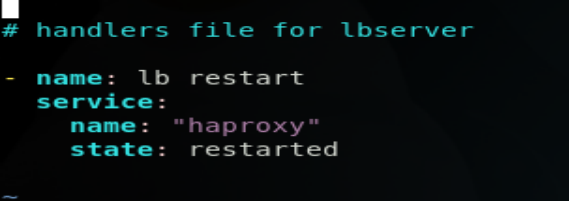 # handlers file for lbserver
- name: lb restart
  service:
    name: "haproxy"
    state: restarted
~